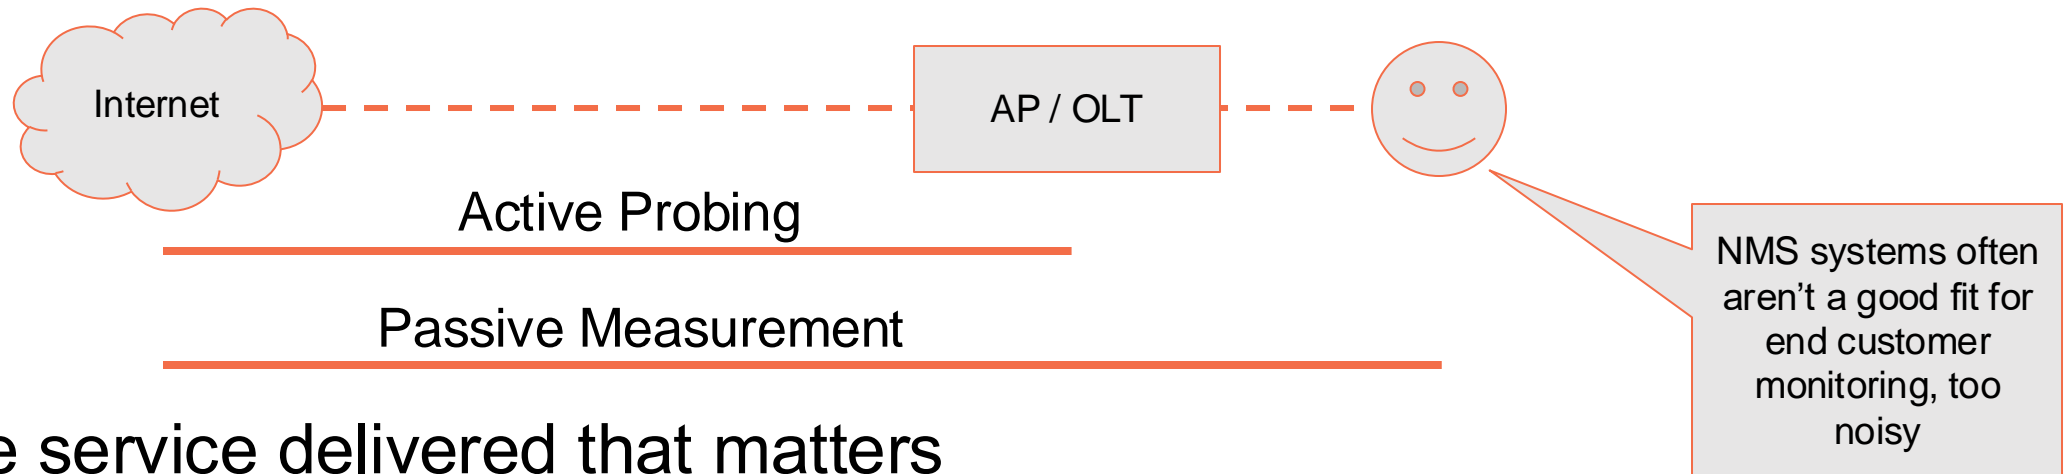 Internet
AP / OLT
Active Probing
Passive Measurement
NMS systems often
aren’t a good fit for
end customer
monitoring, too
noisy
service delivered that matters